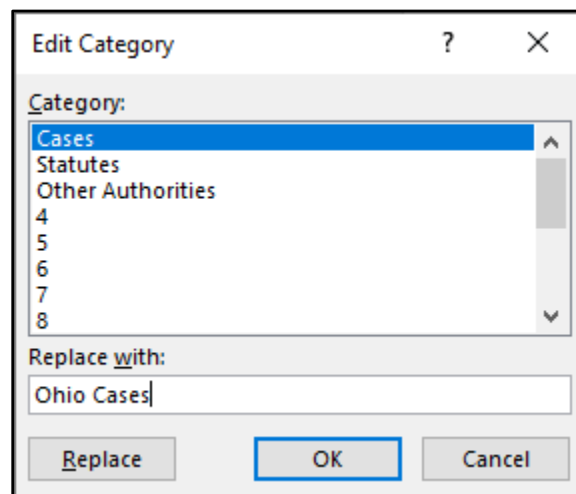 Edit Category ?
Category:
Cases
Statutes
Other Authorities
4
5
6
7
8
Replace with:
Ohio Cases
Replace OK Cancel